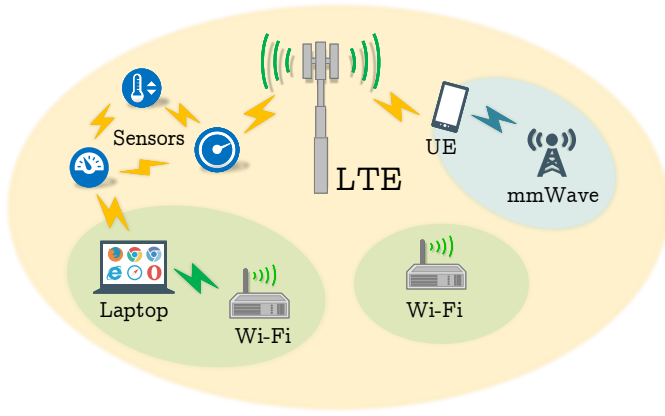 Sensors
LTE
UE
mmWave
Laptop
Wi-Fi
Wi-Fi